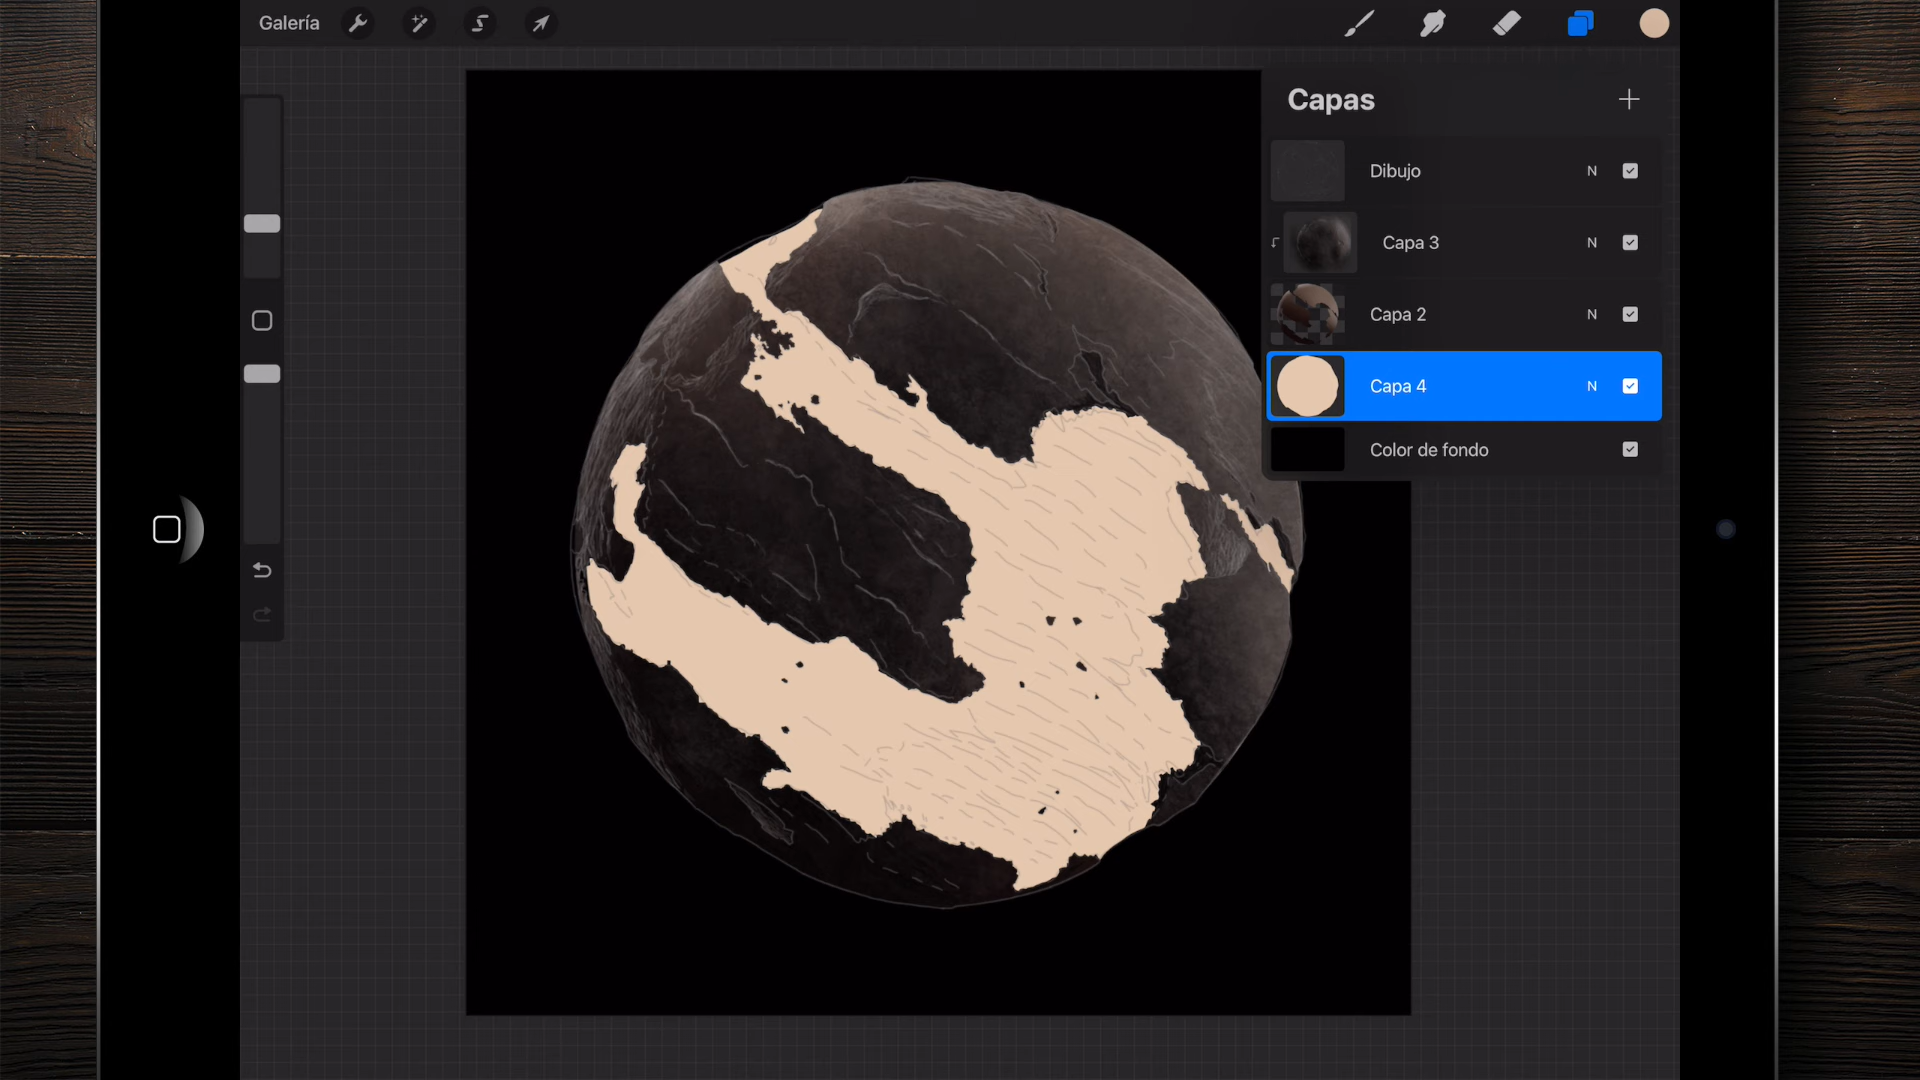 Galería
Capas
Dibujo N
Capa 3 N
Capa 2 N
Capa 4 N
Color de fondo